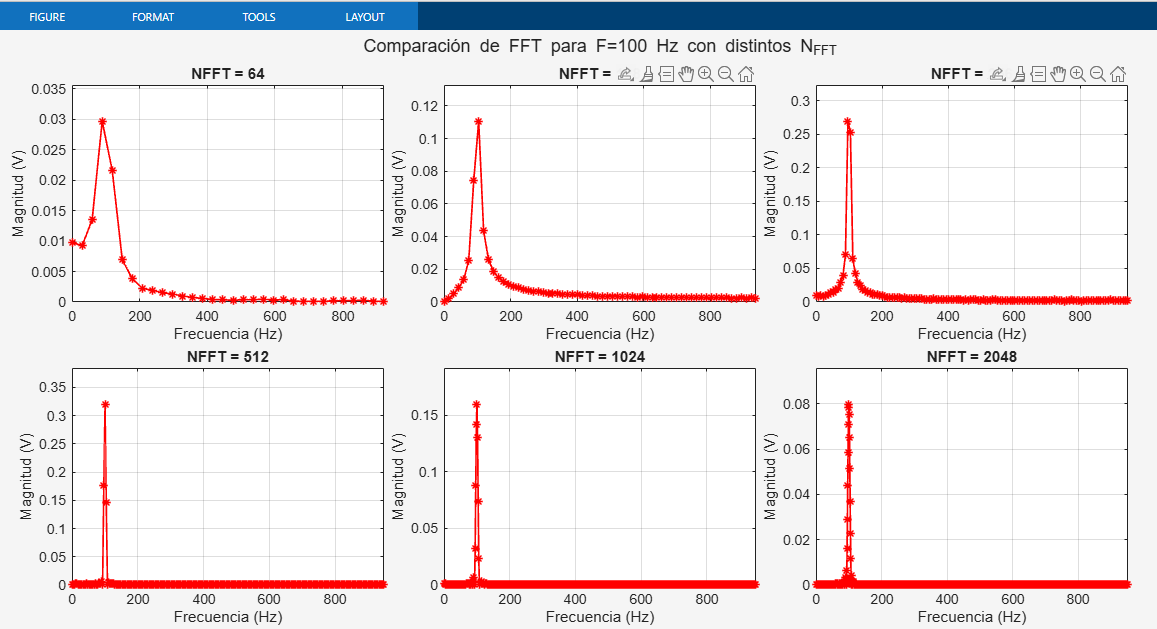 FIGURE FORMAT TOOLS LAYOUT
Comparación de FFT para F=100 Hz con distintos N_FFT
NFFT = 64
0.035
0.03
0.025
0.02
0.015
0.01
0.005
0
Magnitud (V)
0 200 400 600 800
Frecuencia (Hz)
NFFT =
0.12
0.1
0.08
0.06
0.04
0.02
0
Magnitud (V)
0 200 400 600 800
Frecuencia (Hz)
NFFT =
0.3
0.25
0.2
0.15
0.1
0.05
0
Magnitud (V)
0 200 400 600 800
Frecuencia (Hz)
NFFT = 512
0.35
0.3
0.25
0.2
0.15
0.1
0.05
0
Magnitud (V)
0 200 400 600 800
Frecuencia (Hz)
NFFT = 1024
0.15
0.1
0.05
0
Magnitud (V)
0 200 400 600 800
Frecuencia (Hz)
NFFT = 2048
0.08
0.06
0.04
0.02
0
Magnitud (V)
0 200 400 600 800
Frecuencia (Hz)